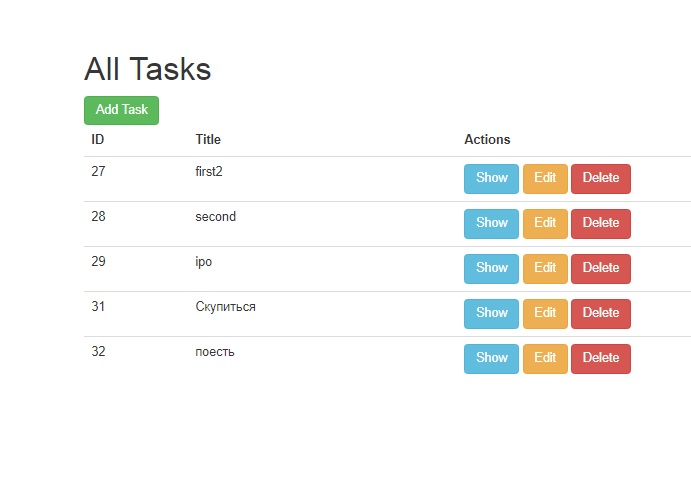 All Tasks
Add Task
ID Title Actions
27 first2 Show Edit Delete
28 second Show Edit Delete
29 ipo Show Edit Delete
31 Скупиться Show Edit Delete
32 поесть Show Edit Delete